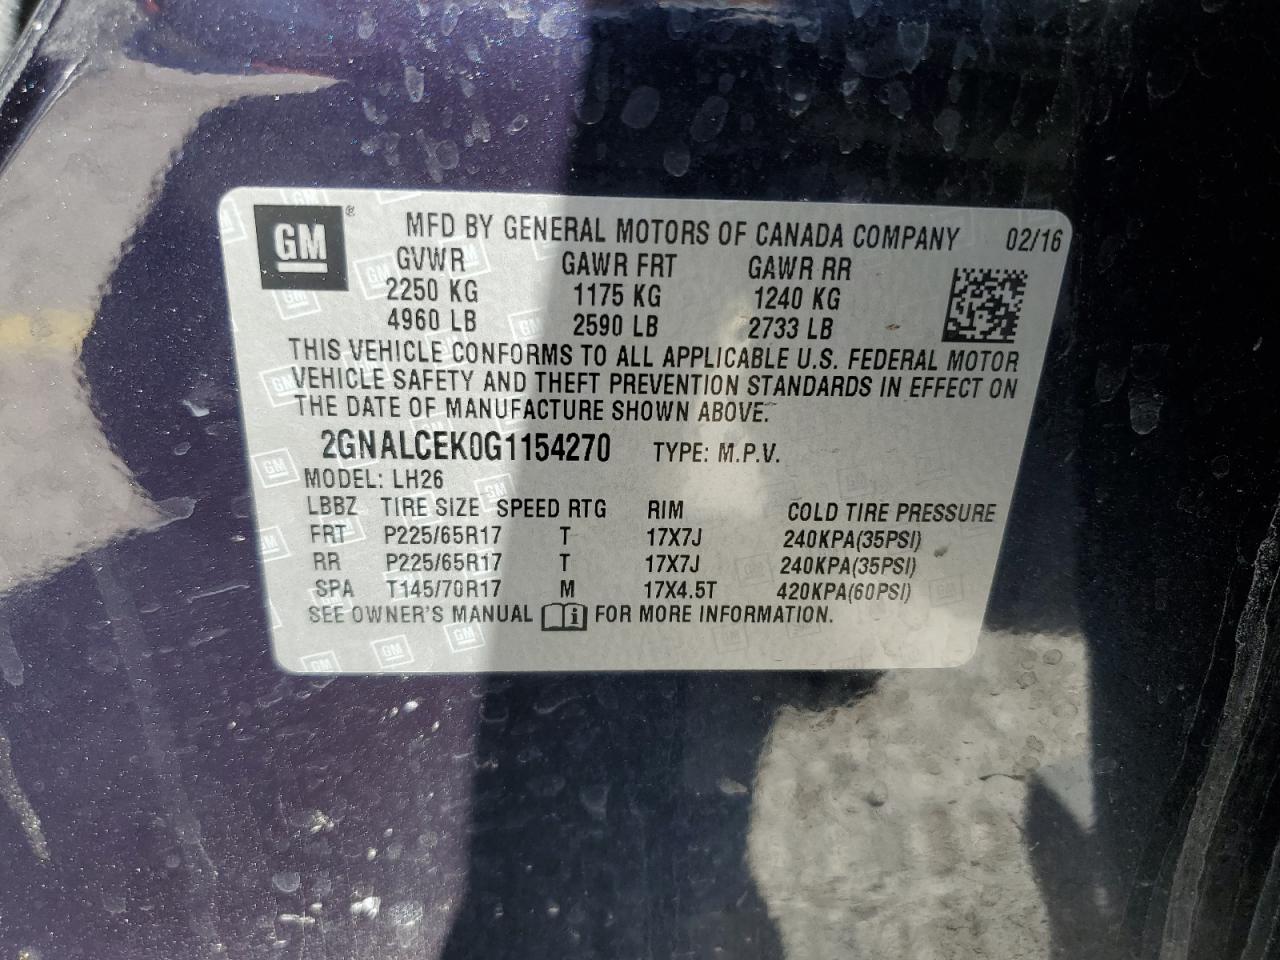 GM ® MFD BY GENERAL MOTORS OF CANADA COMPANY 02/16
GVWR GAWR FRT GAWR RR
2250 KG 1175 KG 1240 KG
4960 LB 2590 LB 2733 LB
THIS VEHICLE CONFORMS TO ALL APPLICABLE U.S. FEDERAL MOTOR
VEHICLE SAFETY AND THEFT PREVENTION STANDARDS IN EFFECT ON
THE DATE OF MANUFACTURE SHOWN ABOVE.
2GNALCEK0G1154270 TYPE: M.P.V.
MODEL: LH26
LBBZ TIRE SIZE SPEED RTG RIM COLD TIRE PRESSURE
FRT P225/65R17 T 17X7J 240KPA(35PSI)
RR P225/65R17 T 17X7J 240KPA(35PSI)
SPA T145/70R17 M 17X4.5T 420KPA(60PSI)
SEE OWNER'S MANUAL i FOR MORE INFORMATION.